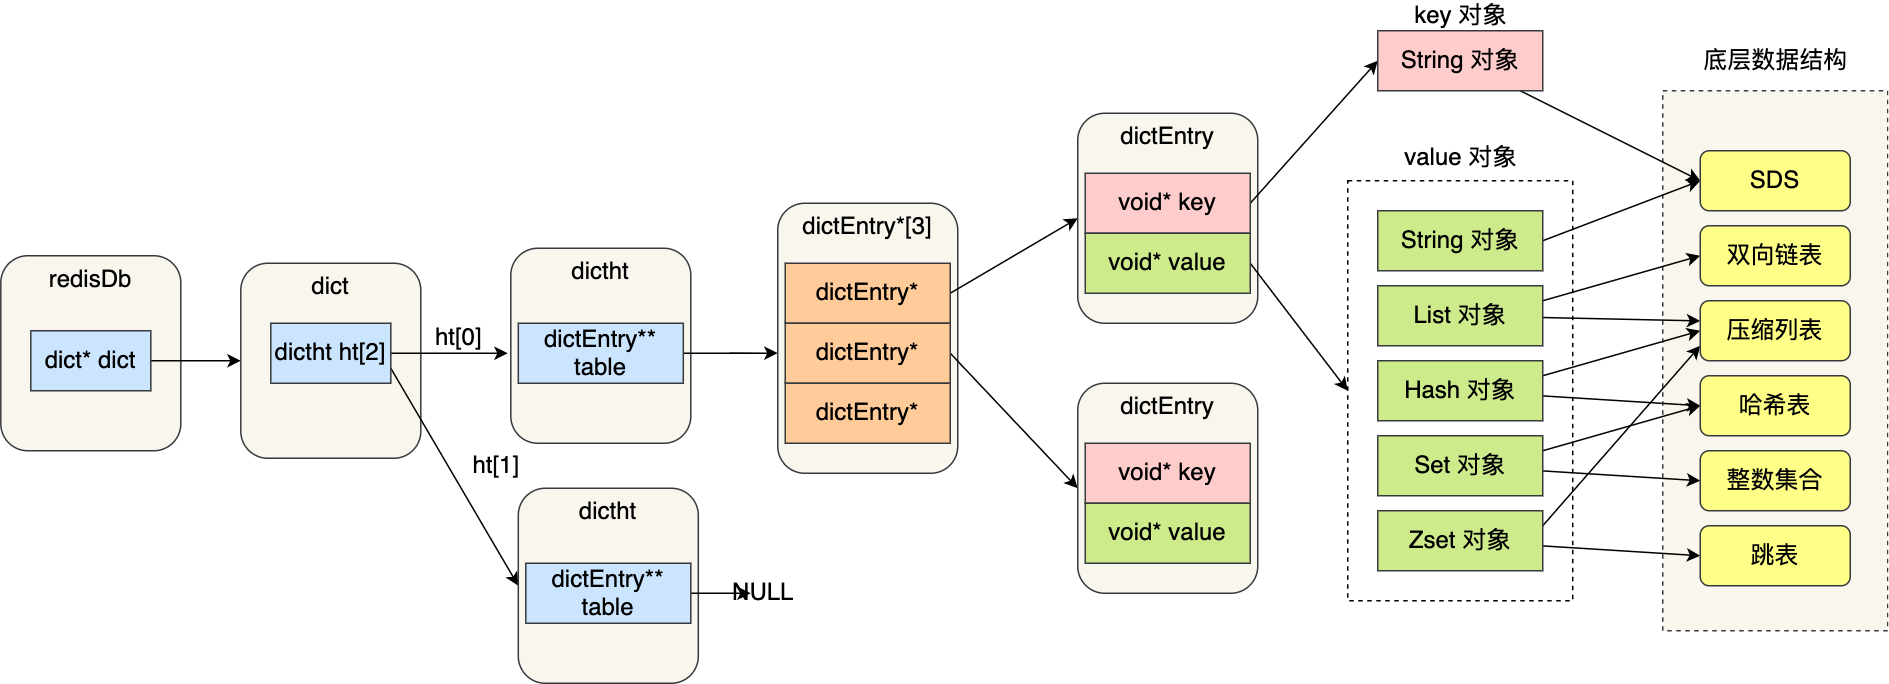 redisDb
dict* dict
dict
dictht ht[2]
ht[0]
ht[1]
dictht
dictEntry**
table
dictht
dictEntry**
table
NULL
dictEntry*[3]
dictEntry*
dictEntry*
dictEntry*
dictEntry
void* key
void* value
dictEntry
void* key
void* value
key 对象
String 对象
value 对象
String 对象
List 对象
Hash 对象
Set 对象
Zset 对象
底层数据结构
SDS
双向链表
压缩列表
哈希表
整数集合
跳表